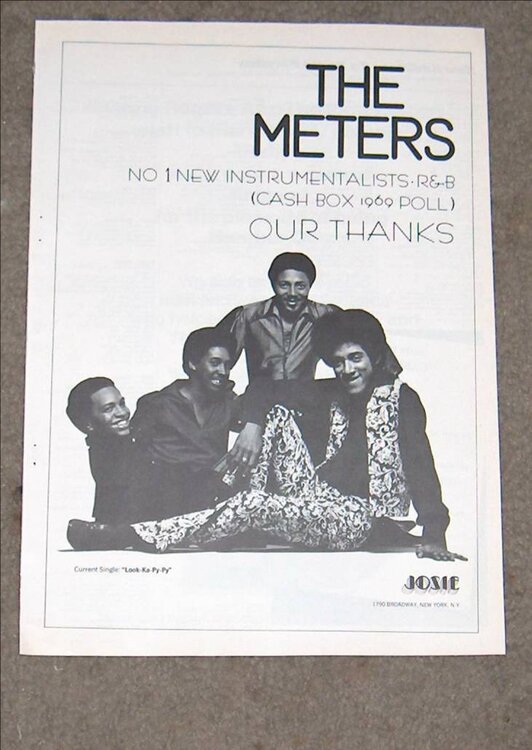 THE
METERS
NO 1 NEW INSTRUMENTALISTS·R&B
(CASH BOX 1969 POLL)
OUR THANKS
Current Single: "Look-Ka-Py-Py"
JOSIE
1790 BROADWAY, NEW YORK, N.Y.